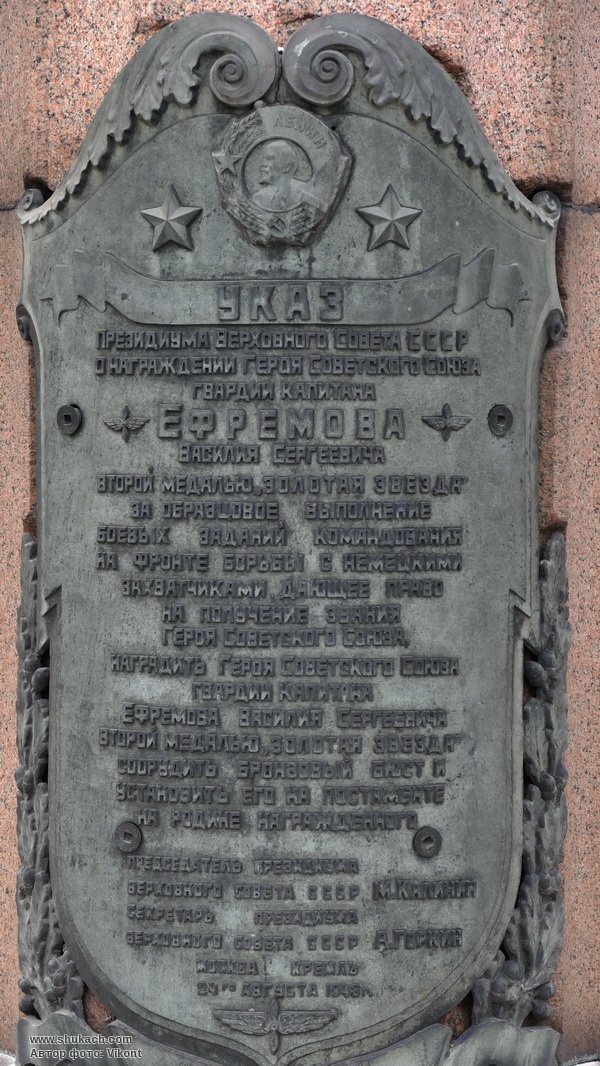 ЛЕНИН
УКАЗ
ПРЕЗИДИУМА ВЕРХОВНОГО СОВЕТА СССР
О НАГРАЖДЕНИИ ГЕРОЯ СОВЕТСКОГО СОЮЗА
ГВАРДИИ КАПИТАНА
ЕФРЕМОВА
ВАСИЛИЯ СЕРГЕЕВИЧА
ВТОРОЙ МЕДАЛЬЮ „ЗОЛОТАЯ ЗВЕЗДА"
ЗА ОБРАЗЦОВОЕ ВЫПОЛНЕНИЕ
БОЕВЫХ ЗАДАНИЙ КОМАНДОВАНИЯ
НА ФРОНТЕ БОРЬБЫ С НЕМЕЦКИМИ
ЗАХВАТЧИКАМИ, ДАЮЩЕЕ ПРАВО
НА ПОЛУЧЕНИЕ ЗВАНИЯ
ГЕРОЯ СОВЕТСКОГО СОЮЗА,
НАГРАДИТЬ ГЕРОЯ СОВЕТСКОГО СОЮЗА
ГВАРДИИ КАПИТАНА
ЕФРЕМОВА ВАСИЛИЯ СЕРГЕЕВИЧА
ВТОРОЙ МЕДАЛЬЮ „ЗОЛОТАЯ ЗВЕЗДА"
СООРУДИТЬ БРОНЗОВЫЙ БЮСТ И
УСТАНОВИТЬ ЕГО НА ПОСТАМЕНТЕ
НА РОДИНЕ НАГРАЖДЕННОГО
ПРЕДСЕДАТЕЛЬ ПРЕЗИДИУМА
ВЕРХОВНОГО СОВЕТА СССР М.КАЛИНИН
СЕКРЕТАРЬ ПРЕЗИДИУМА
ВЕРХОВНОГО СОВЕТА СССР А.ГОРКИН
МОСКВА КРЕМЛЬ
24ГО АВГУСТА 1943Г.
www.shukach.com
Автор фото: Vikont